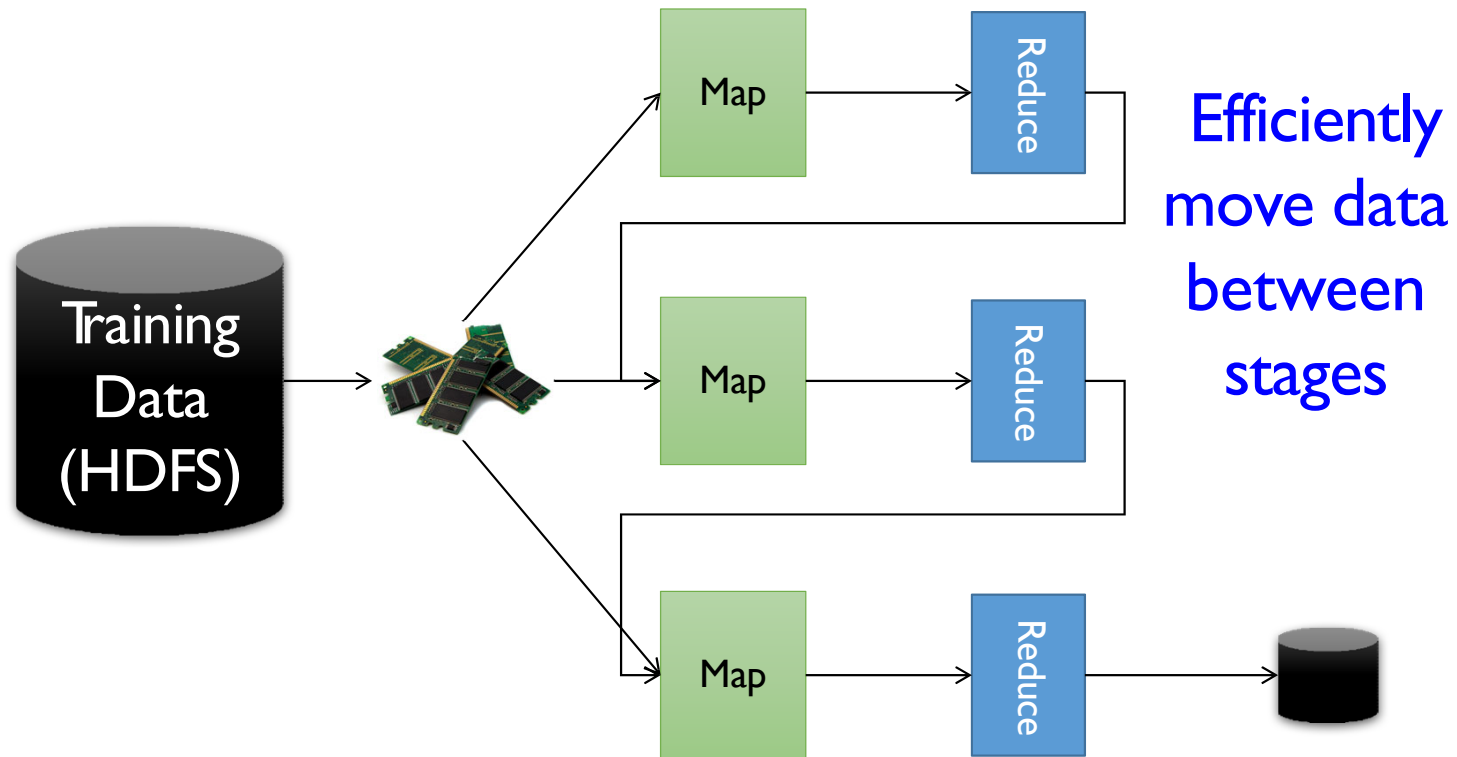 Training
Data
(HDFS)
Map
Reduce
Map
Reduce
Map
Reduce
Efficiently
move data
between
stages